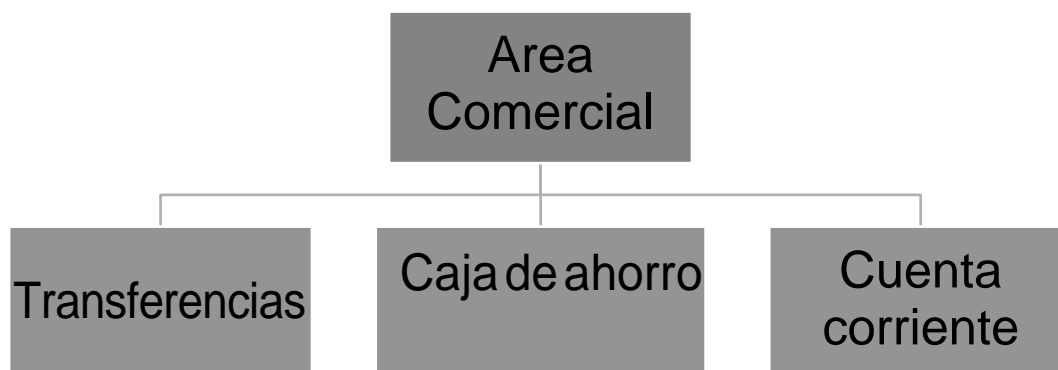 Area
Comercial
Transferencias
Caja de ahorro
Cuenta
corriente